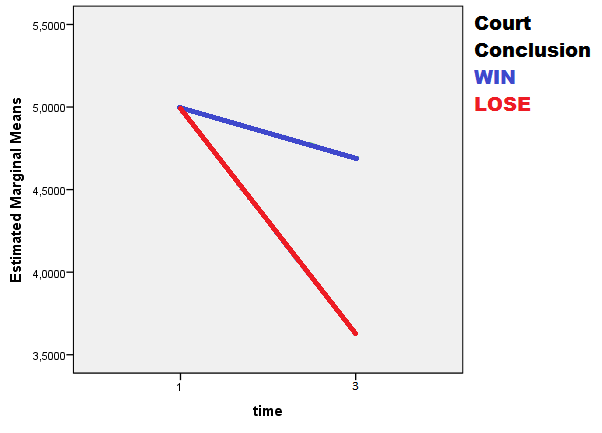 Court
Conclusion
WIN
LOSE
Estimated Marginal Means
5,5000
5,0000
4,5000
4,0000
3,5000
1
3
time